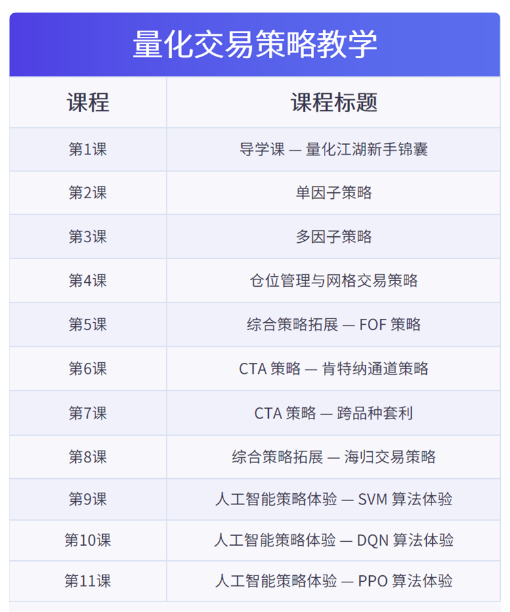 量化交易策略教学
课程 课程标题
第1课 导学课 — 量化江湖新手锦囊
第2课 单因子策略
第3课 多因子策略
第4课 仓位管理与网格交易策略
第5课 综合策略拓展 — FOF 策略
第6课 CTA 策略 — 肯特纳通道策略
第7课 CTA 策略 — 跨品种套利
第8课 综合策略拓展 — 海归交易策略
第9课 人工智能策略体验 — SVM 算法体验
第10课 人工智能策略体验 — DQN 算法体验
第11课 人工智能策略体验 — PPO 算法体验